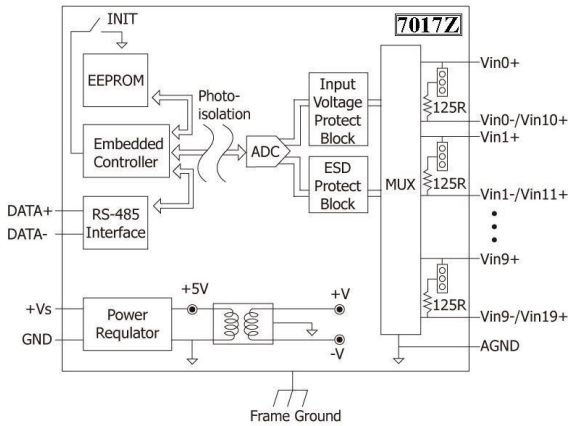 INIT
7017Z
EEPROM
Photo-
isolation
Input
Voltage
Protect
Block
Vin0+
125R
Vin0-/Vin10+
Embedded
Controller
ADC
ESD
Protect
Block
MUX
Vin1+
125R
Vin1-/Vin11+
DATA+
DATA-
RS-485
Interface
Vin9+
125R
Vin9-/Vin19+
+Vs
GND
Power
Requlator
+5V
+V
-V
AGND
Frame Ground